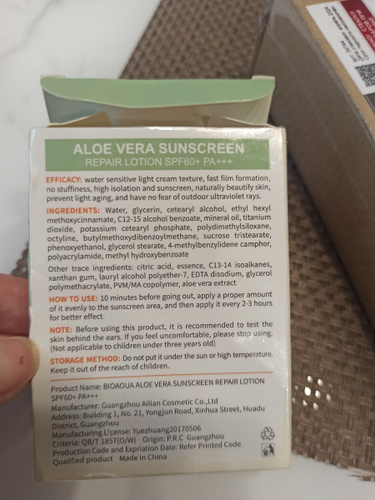 ALOE VERA SUNSCREEN
REPAIR LOTION SPF60+ PA+++
EFFICACY: water sensitive light cream texture, fast film formation,
no stuffiness, high isolation and sunscreen, naturally beautify skin,
prevent light aging, and have no fear of outdoor ultraviolet rays.
INGREDIENTS: Water, glycerin, cetearyl alcohol, ethyl hexyl
methoxycinnamate, C12-15 alcohol benzoate, mineral oil, titanium
dioxide, potassium cetearyl phosphate, polydimethylsiloxane,
octyline, butylmethoxydibenzoylmethane, sucrose tristearate,
phenoxyethanol, glycerol stearate, 4-methylbenzylidene camphor,
polyacrylamide, methyl hydroxybenzoate
Other trace ingredients: citric acid, essence, C13-14 isoalkanes,
xanthan gum, lauryl alcohol polyether-7, EDTA disodium, glycerol
polymethacrylate, PVM/MA copolymer, aloe vera extract
HOW TO USE: 10 minutes before going out, apply a proper amount
of it evenly to the sunscreen area, and then apply it every 2-3 hours
for better effect.
NOTE: Before using this product, it is recommended to test the
skin behind the ears. If you feel uncomfortable, please stop using.
(Not applicable to children under three years old)
STORAGE METHOD: Do not put it under the sun or high temperature.
Keep it out of the reach of children.
Product Name: BIOAOUA ALOE VERA SUNSCREEN REPAIR LOTION
SPF60+ PA+++
Manufacturer: Guangzhou Ailian Cosmetic Co.,Ltd
Address: Building 1, No. 21, Yongjun Road, Xinhua Street, Huadu
District, Guangzhou
Manufacturing License: Yuezhuang20170506
Criteria: QB/T 1857(O/W) Origin: P.R.C Guangzhou
Production Code and Expiration Date: Refer Printed Code
Qualified product Made In China